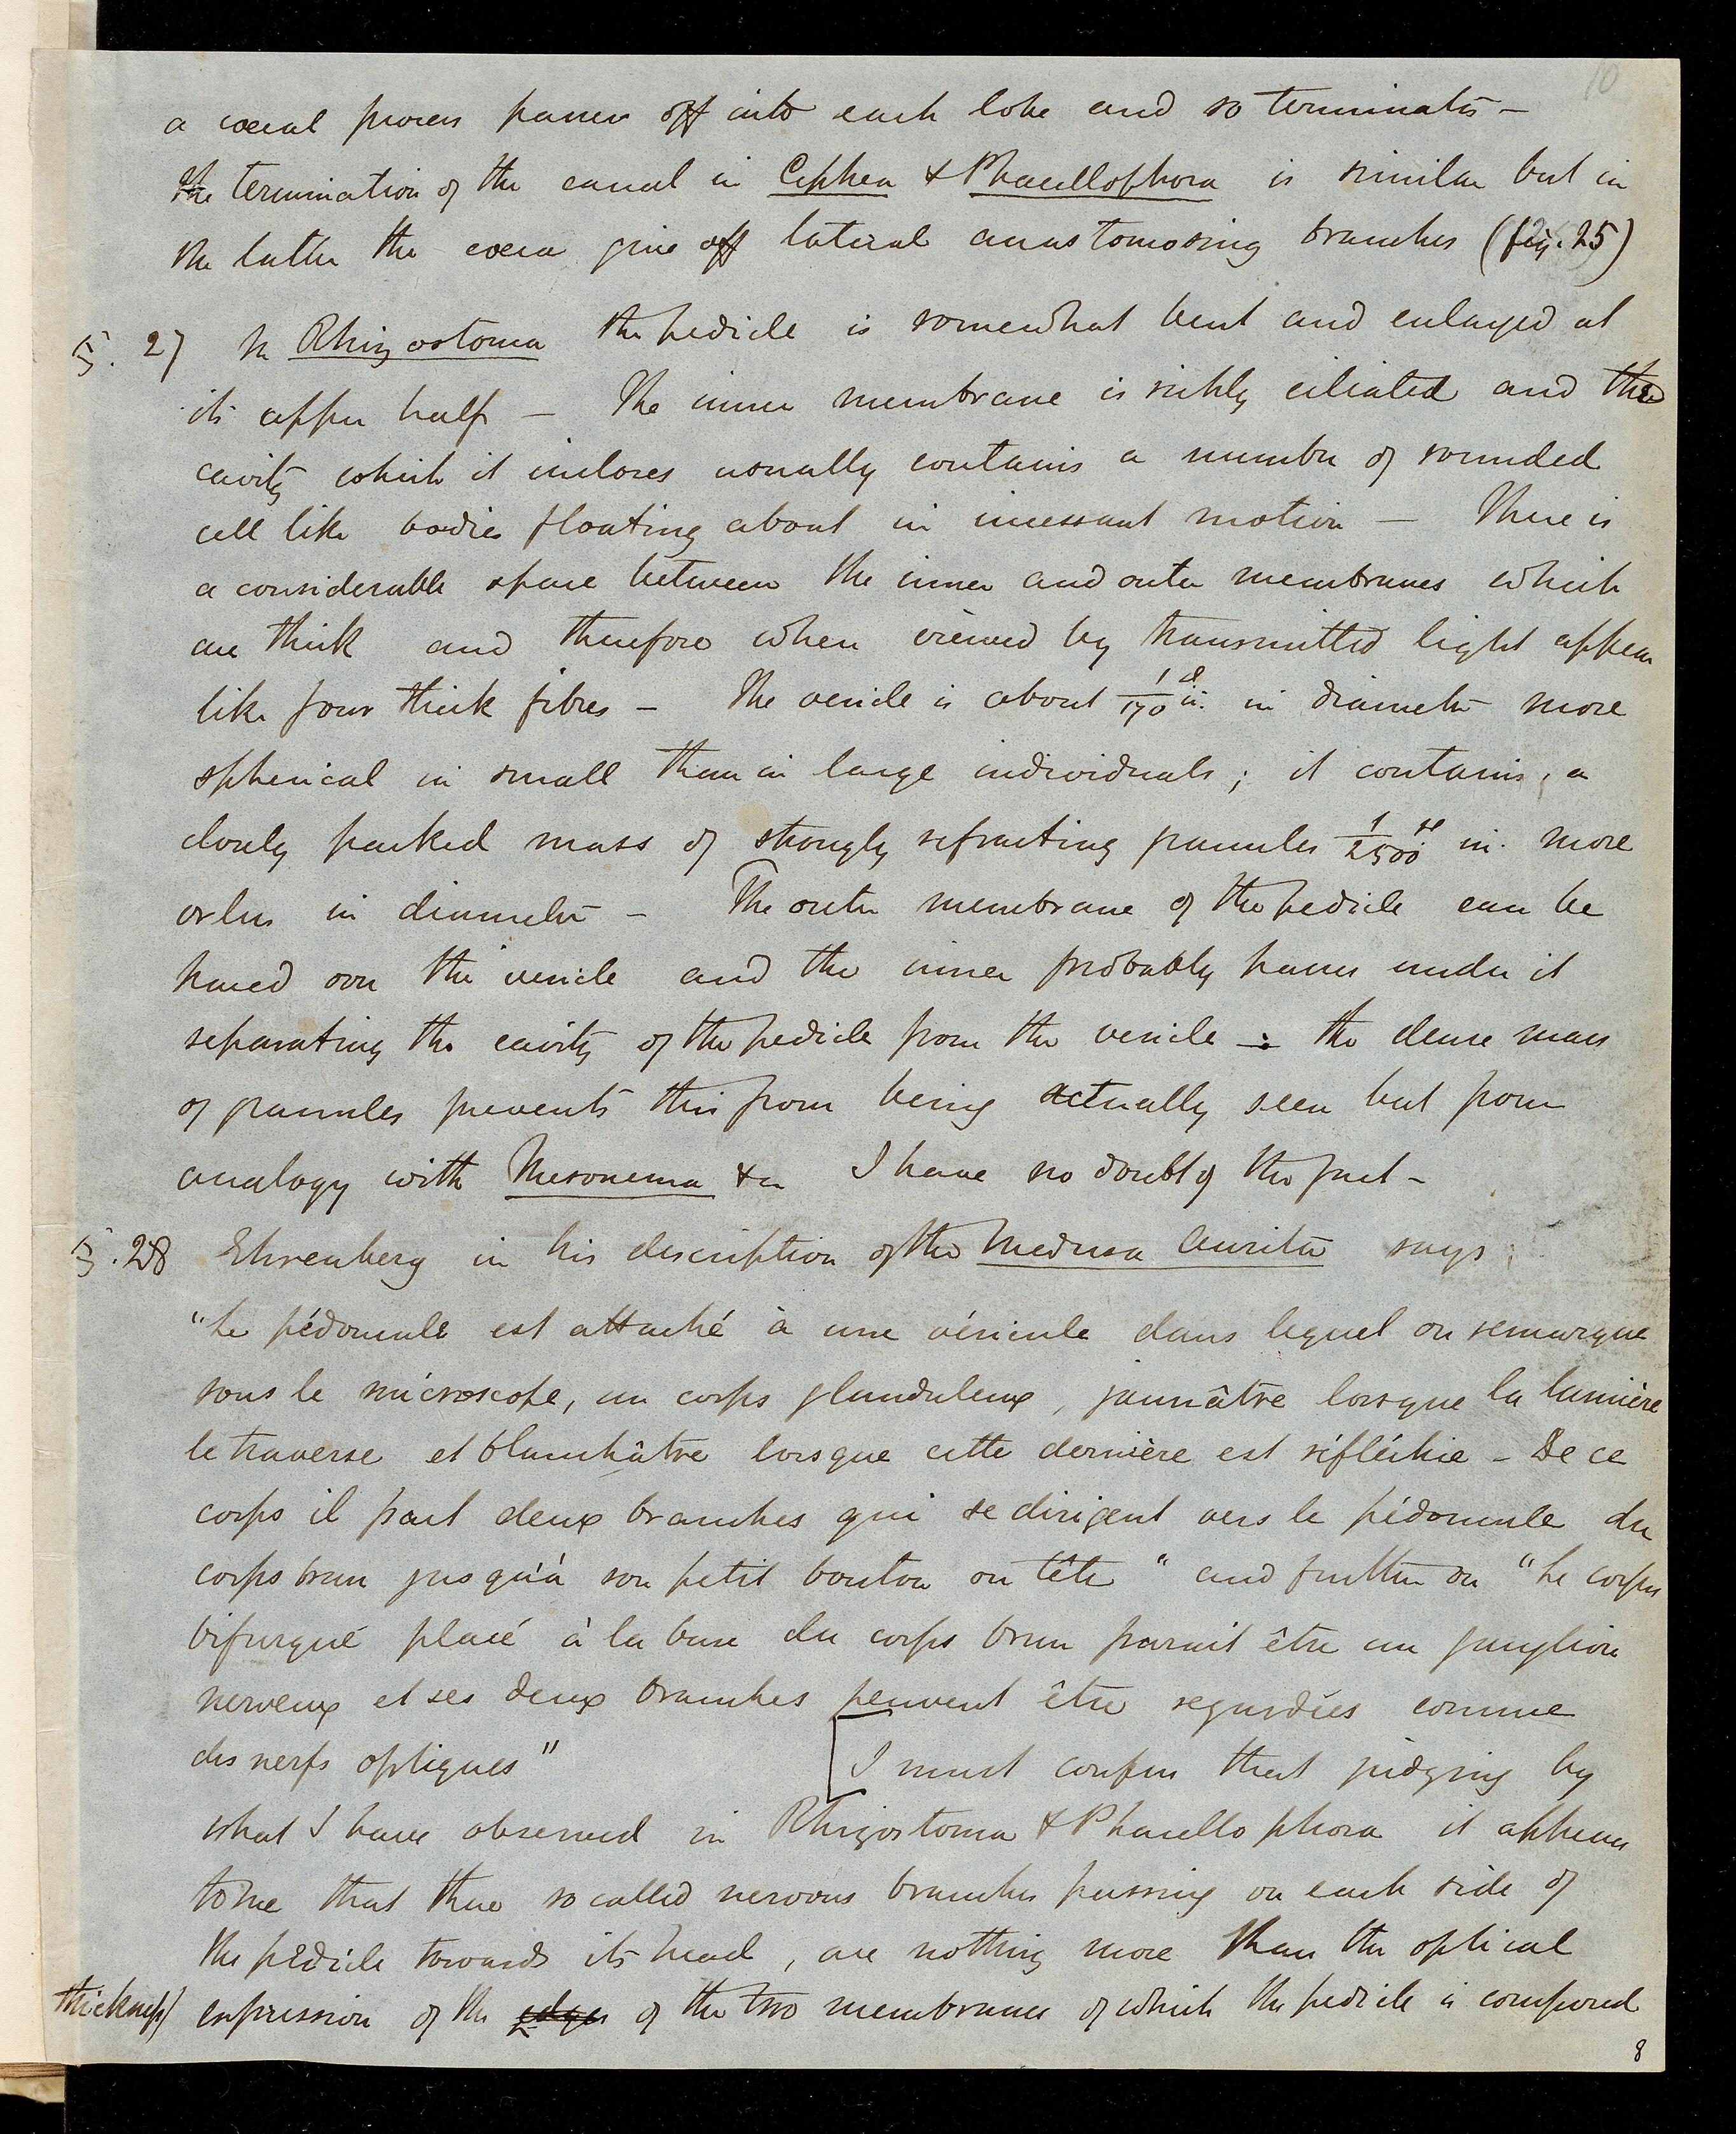 10
a coecal process passes off into each lobe and so terminates —
the termination of the canal in Cephea & Phacellophora is similar but in
the latter the coeca give off lateral anastomosing branches (fig. 25)
§. 27 In Rhizostoma the pedicle is somewhat bent and enlarged at
its upper half — The inner membrane is richly ciliated and the
cavity which it incloses usually contains a number of rounded
cell like bodies floating about in incessant motion — There is
a considerable space between the inner and outer membranes which
are thick and therefore when viewed by transmitted light appear
like four thick fibres — The vesicle is about 1/170 in. in diameter more
spherical in small than in large individuals; it contains, a
closely packed mass of strongly refracting granules 1/2500th in. more
or less in diameter — The outer membrane of the pedicle can be
traced over the vesicle and the inner probably passes under it
separating the cavity of the pedicle from the vesicle —: the dense mass
of granules prevents this from being actually seen but from
analogy with Mesonema &c I have no doubt of the fact —
§. 28 Ehrenberg in his description of the Medusa Aurita says;
"Le pédoncule est attaché à une vésicule dans lequel on remarque
sous le microscope, un corps glanduleux, jaunâtre lorsque la lumière
le traverse et blanchâtre lorsque cette dernière est réfléchie — De ce
corps il part deux branches qui se dirigent vers le pédoncule du
corps brun jusqu'à son petit bouton ou tête" and further on "Le corps
bifurqué placé à la base du corps brun parait être un ganglion
nerveux et ses deux branches peuvent être regardées comme
des nerfs optiques" [I must confess that judging by
what I have observed in Rhizostoma & Phacellophora it appears
to me that these so called nervous branches passing on each side of
the pedicle towards its head, are nothing more than the optical
thickness/ expression of the edges of the two membranes of which the pedicle is composed
8